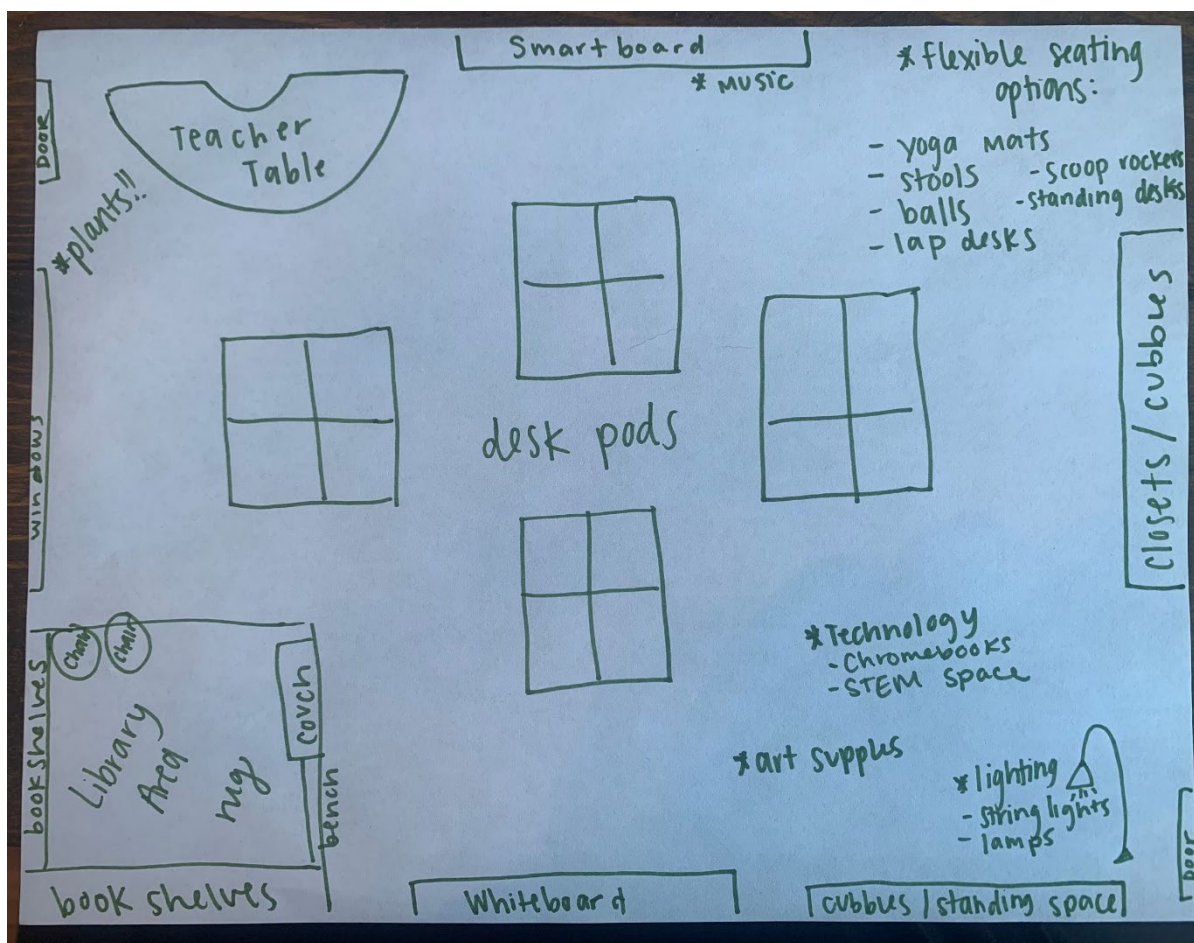 Smartboard
* MUSIC
* flexible seating
options:
- yoga mats
- stools
- balls
- lap desks
- scoop rockers
- standing desks
Door
Teacher
Table
*plants!!
windows
desk pods
closets / cubbies
chair
chair
Library
Area
rug
couch
bench
book shelves
book shelves
*Technology
- Chromebooks
- STEM space
*art supplies
*lighting
- string lights
- lamps
Door
Whiteboard
cubbies / standing space